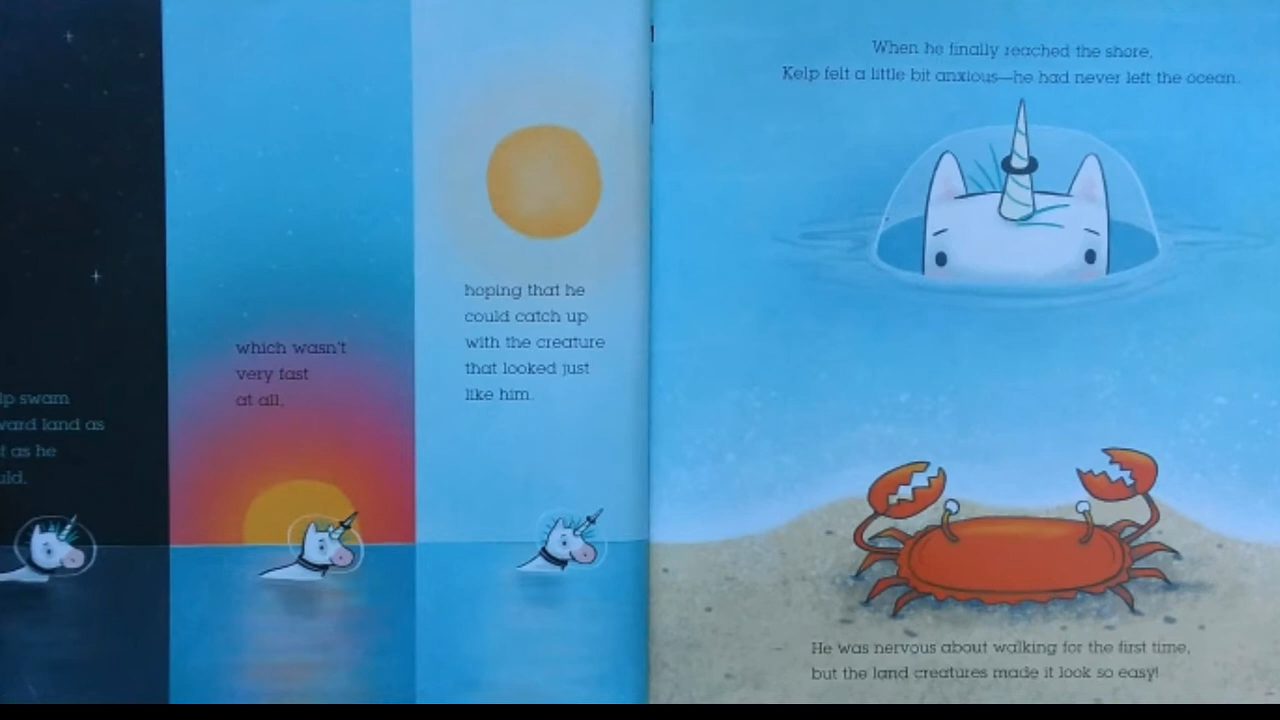 lp swam
ward land as
t as he
uld.
which wasn't
very fast
at all,
hoping that he
could catch up
with the creature
that looked just
like him.
When he finally reached the shore,
Kelp felt a little bit anxious—he had never left the ocean.
He was nervous about walking for the first time,
but the land creatures made it look so easy!